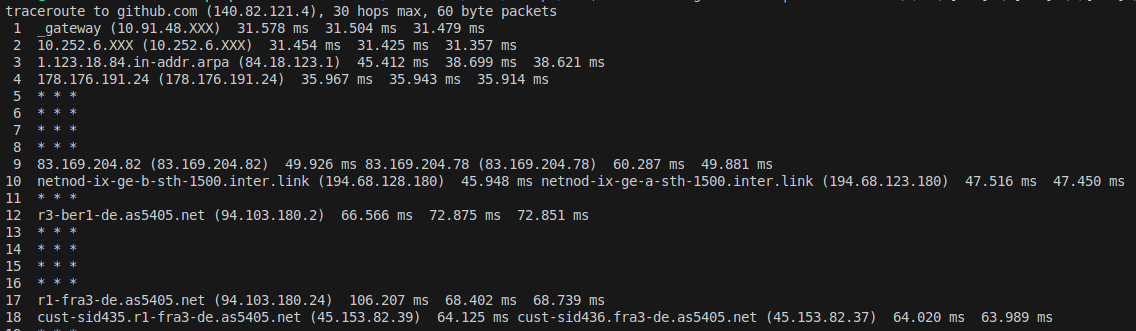 traceroute to github.com (140.82.121.4), 30 hops max, 60 byte packets
1 _gateway (10.91.48.XXX) 31.578 ms 31.504 ms 31.479 ms
2 10.252.6.XXX (10.252.6.XXX) 31.454 ms 31.425 ms 31.357 ms
3 1.123.18.84.in-addr.arpa (84.18.123.1) 45.412 ms 38.699 ms 38.621 ms
4 178.176.191.24 (178.176.191.24) 35.967 ms 35.943 ms 35.914 ms
5 * * *
6 * * *
7 * * *
8 * * *
9 83.169.204.82 (83.169.204.82) 49.926 ms 83.169.204.78 (83.169.204.78) 60.287 ms 49.881 ms
10 netnod-ix-ge-b-sth-1500.inter.link (194.68.128.180) 45.948 ms netnod-ix-ge-a-sth-1500.inter.link (194.68.123.180) 47.516 ms 47.450 ms
11 * * *
12 r3-ber1-de.as5405.net (94.103.180.2) 66.566 ms 72.875 ms 72.851 ms
13 * * *
14 * * *
15 * * *
16 * * *
17 r1-fra3-de.as5405.net (94.103.180.24) 106.207 ms 68.402 ms 68.739 ms
18 cust-sid435.r1-fra3-de.as5405.net (45.153.82.39) 64.125 ms cust-sid436.fra3-de.as5405.net (45.153.82.37) 64.020 ms 63.989 ms